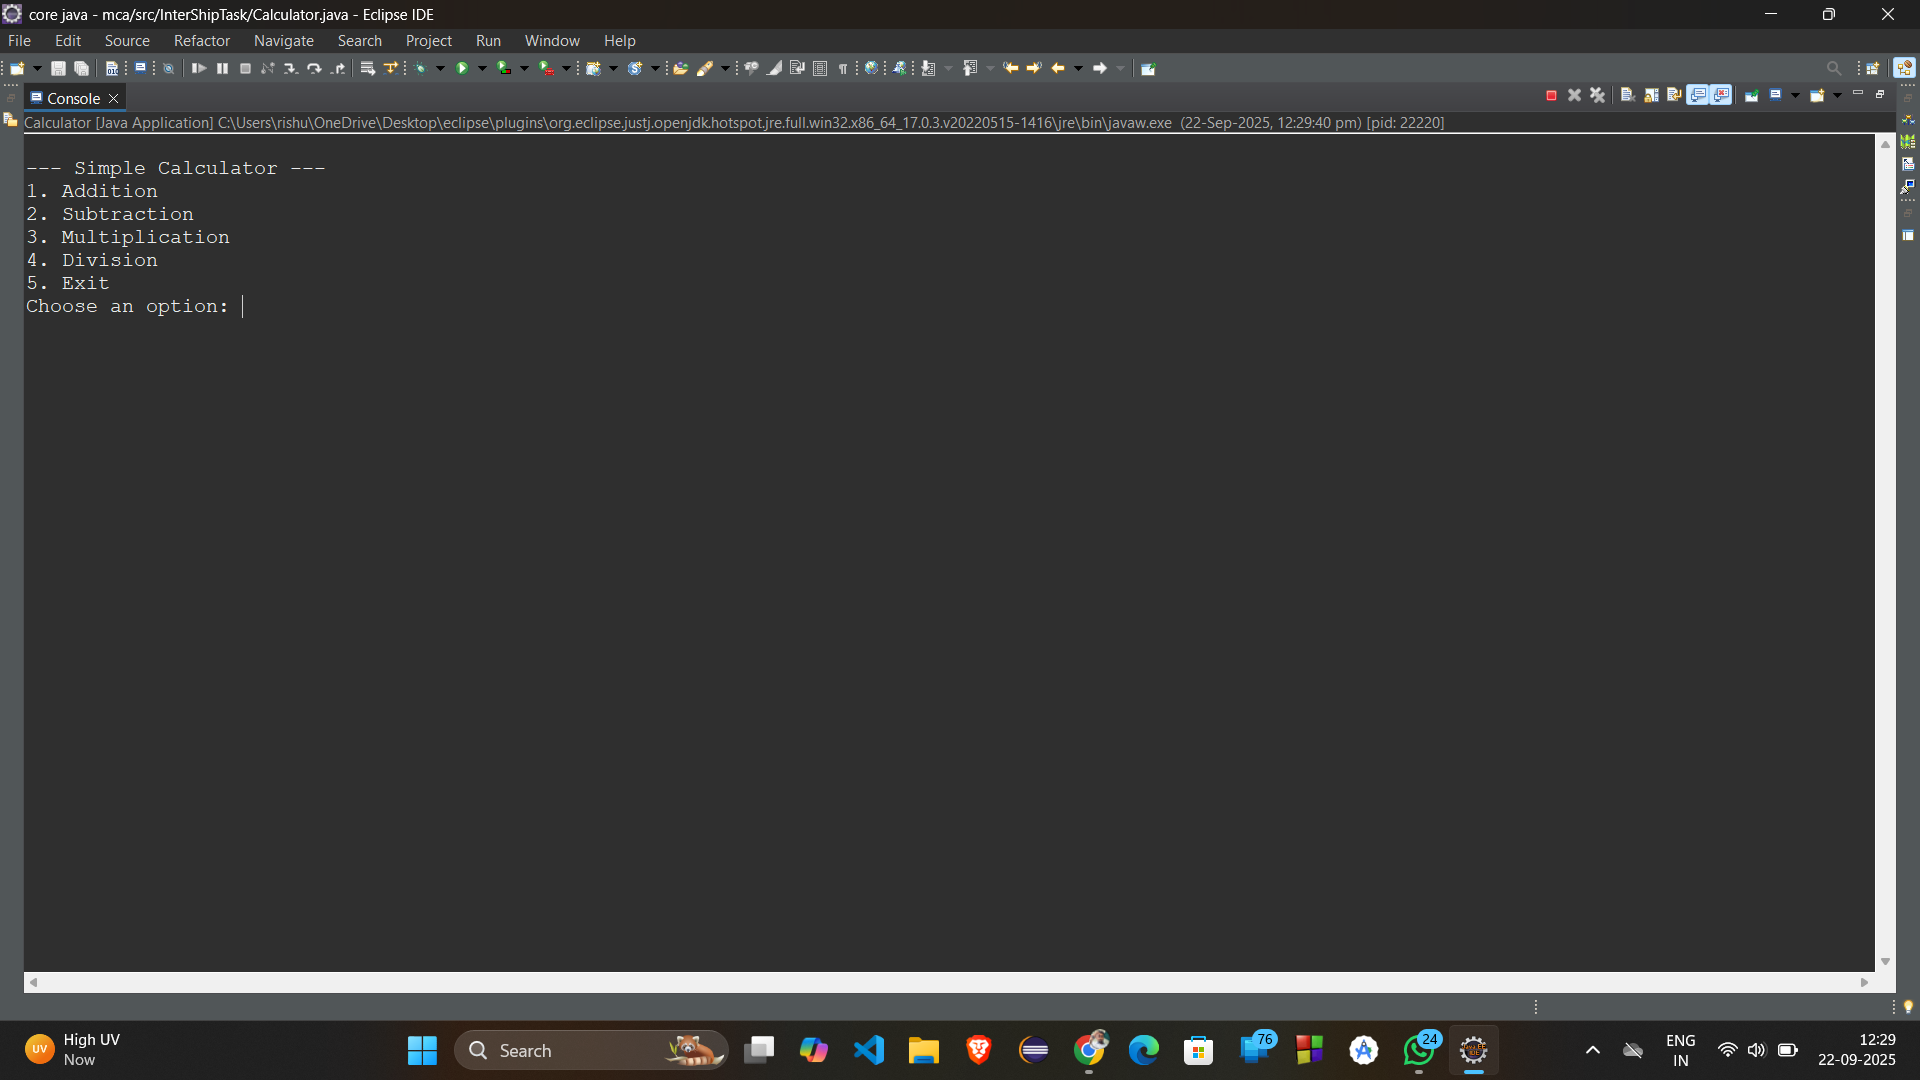 core java - mca/src/InterShipTask/Calculator.java - Eclipse IDE
File Edit Source Refactor Navigate Search Project Run Window Help
Console
Calculator [Java Application] C:\Users\rishu\OneDrive\Desktop\eclipse\plugins\org.eclipse.justj.openjdk.hotspot.jre.full.win32.x86_64_17.0.3.v20220515-1416\jre\bin\javaw.exe (22-Sep-2025, 12:29:40 pm) [pid: 22220]
--- Simple Calculator ---
1. Addition
2. Subtraction
3. Multiplication
4. Division
5. Exit
Choose an option:
UV
High UV
Now
Search
76
24
ENG
IN
12:29
22-09-2025